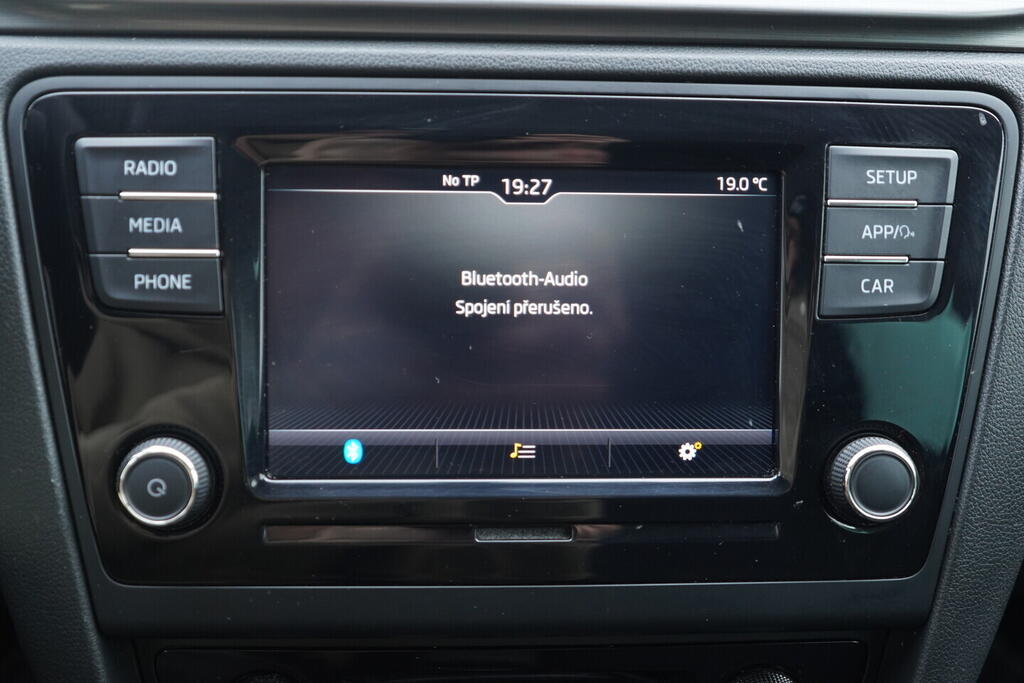 RADIO
MEDIA
PHONE
No TP 19:27 19.0 °C
Bluetooth-Audio
Spojení přerušeno.
SETUP
APP/
CAR